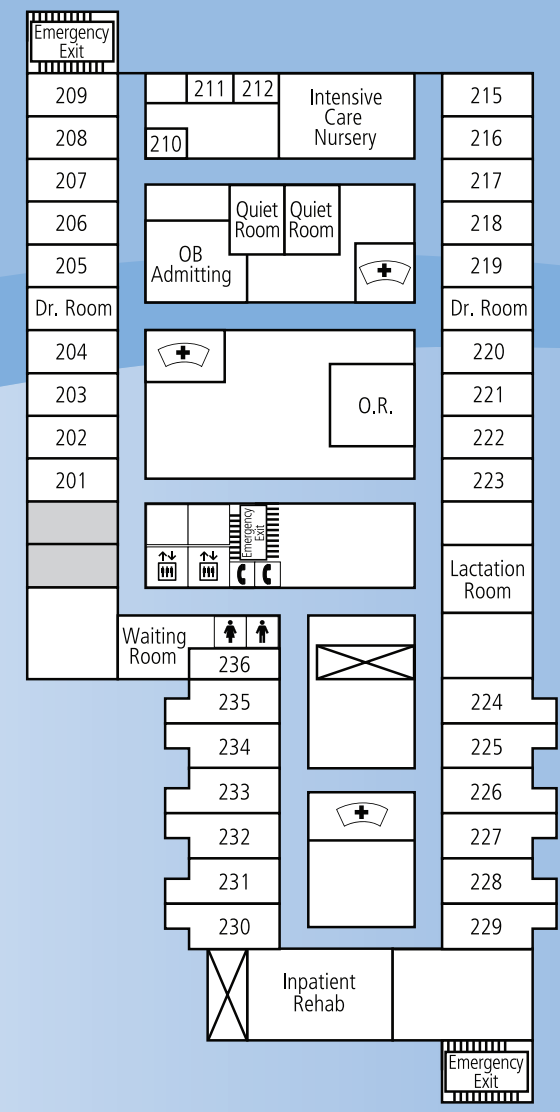 Emergency
Exit
209
208
207
206
205
Dr. Room
204
203
202
201
211
212
210
Intensive
Care
Nursery
Quiet
Room
Quiet
Room
OB
Admitting
O.R.
Emergency
Exit
215
216
217
218
219
Dr. Room
220
221
222
223
Lactation
Room
Waiting
Room
236
235
234
233
232
231
230
224
225
226
227
228
229
Inpatient
Rehab
Emergency
Exit